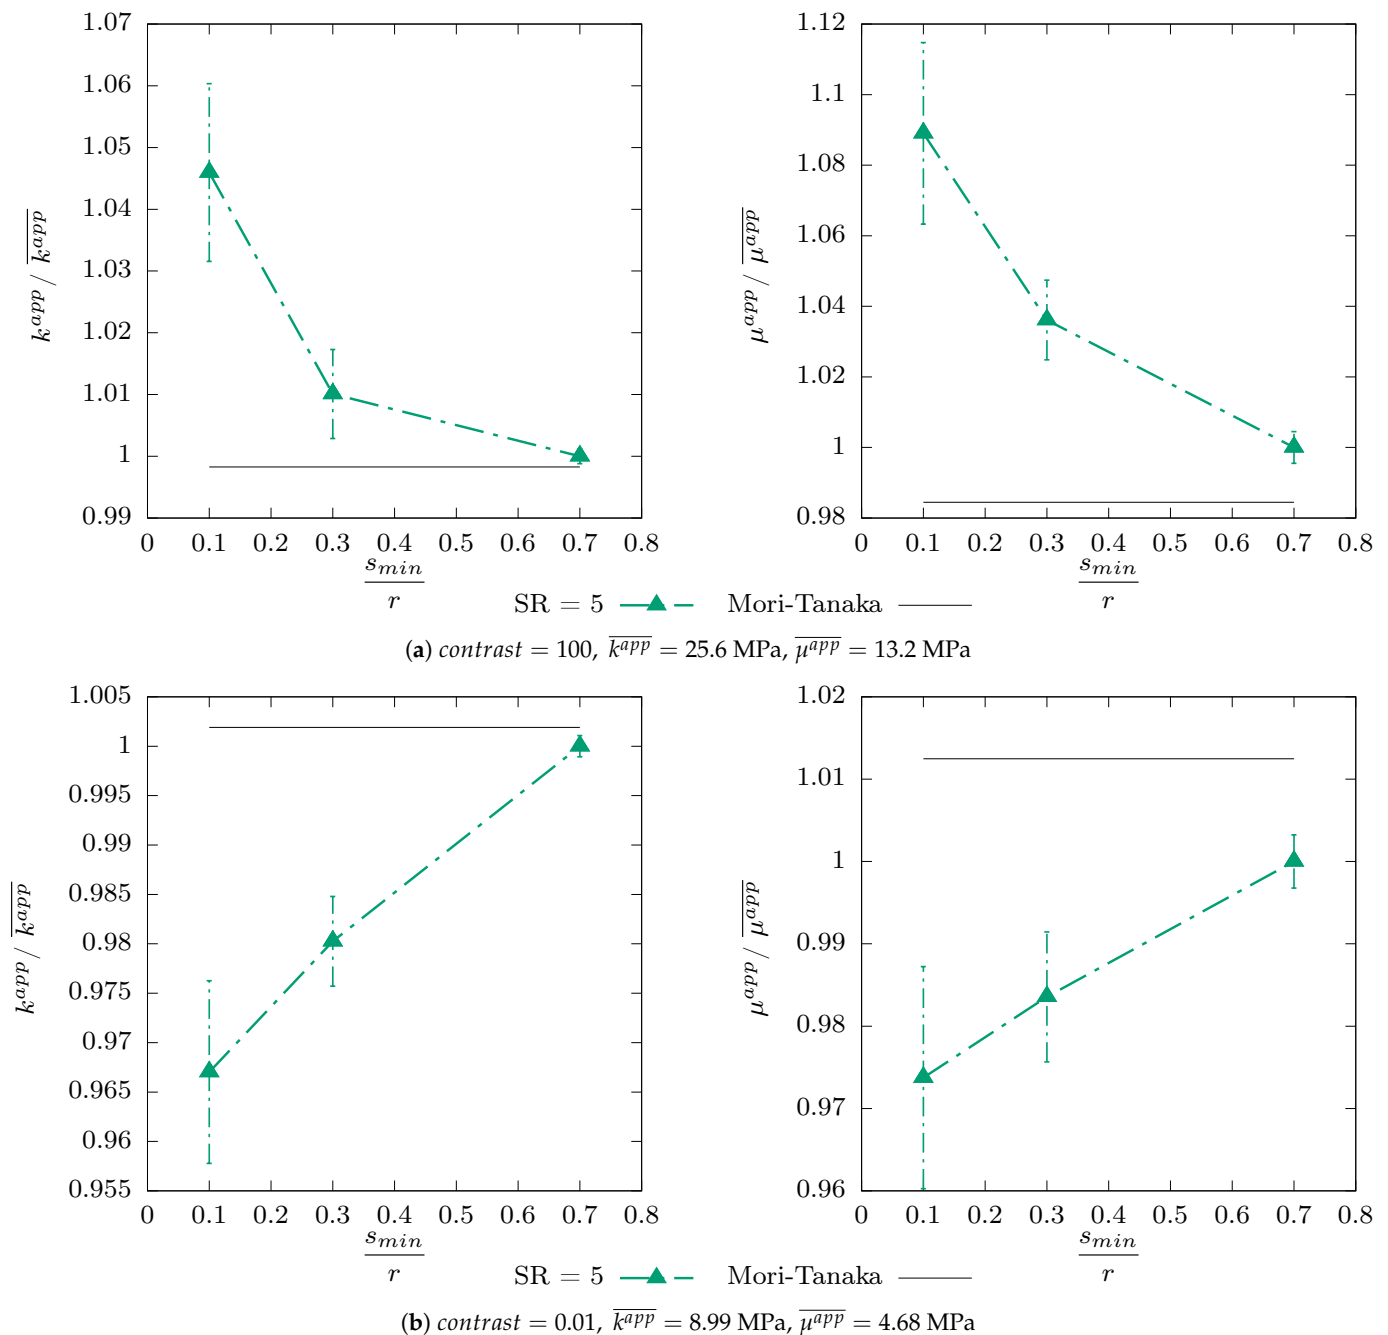 1.07
1.06
1.05
1.04
1.03
1.02
1.01
1
0.99
k^{app} / \overline{k^{app}}
0 0.1 0.2 0.3 0.4 0.5 0.6 0.7 0.8
s_{min}
r
1.12
1.1
1.08
1.06
1.04
1.02
1
0.98
μ^{app} / \overline{μ^{app}}
0 0.1 0.2 0.3 0.4 0.5 0.6 0.7 0.8
s_{min}
r
SR = 5 Mori-Tanaka
(a) contrast = 100, \overline{k^{app}} = 25.6 MPa, \overline{μ^{app}} = 13.2 MPa
1.005
1
0.995
0.99
0.985
0.98
0.975
0.97
0.965
0.96
0.955
k^{app} / \overline{k^{app}}
0 0.1 0.2 0.3 0.4 0.5 0.6 0.7 0.8
s_{min}
r
1.02
1.01
1
0.99
0.98
0.97
0.96
μ^{app} / \overline{μ^{app}}
0 0.1 0.2 0.3 0.4 0.5 0.6 0.7 0.8
s_{min}
r
SR = 5 Mori-Tanaka
(b) contrast = 0.01, \overline{k^{app}} = 8.99 MPa, \overline{μ^{app}} = 4.68 MPa